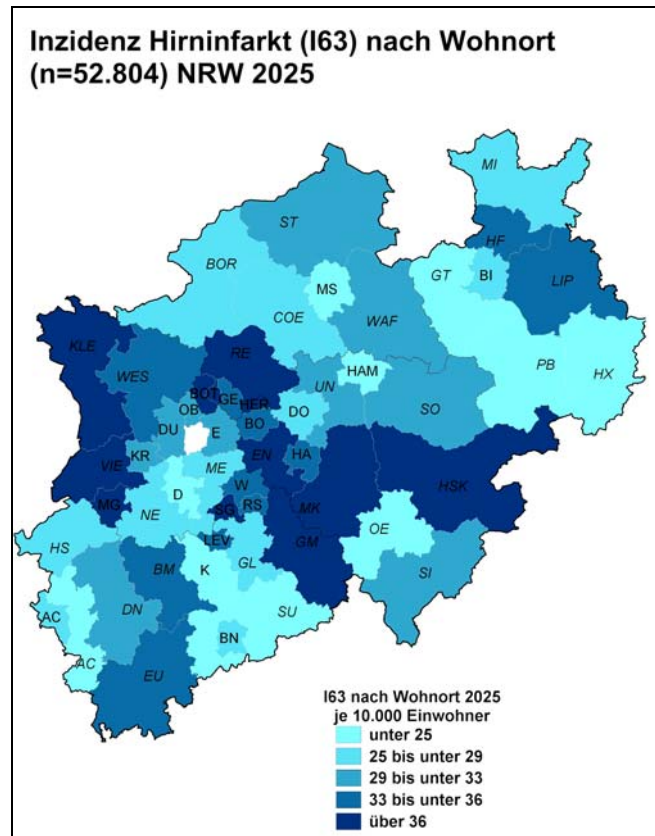 Inzidenz Hirninfarkt (I63) nach Wohnort
(n=52.804) NRW 2025
MI
ST
HF
BOR
GT
BI
LIP
MS
COE
WAF
KLE
RE
PB
HX
WES
HAM
BOT
GE
HER
UN
OB
DO
SO
BO
DU
E
EN
HA
KR
VIE
ME
HSK
D
W
MK
MG
NE
SG
RS
OE
LEV
GM
HS
BM
K
GL
SI
DN
SU
AC
BN
AC
EU
I63 nach Wohnort 2025
je 10.000 Einwohner
unter 25
25 bis unter 29
29 bis unter 33
33 bis unter 36
über 36